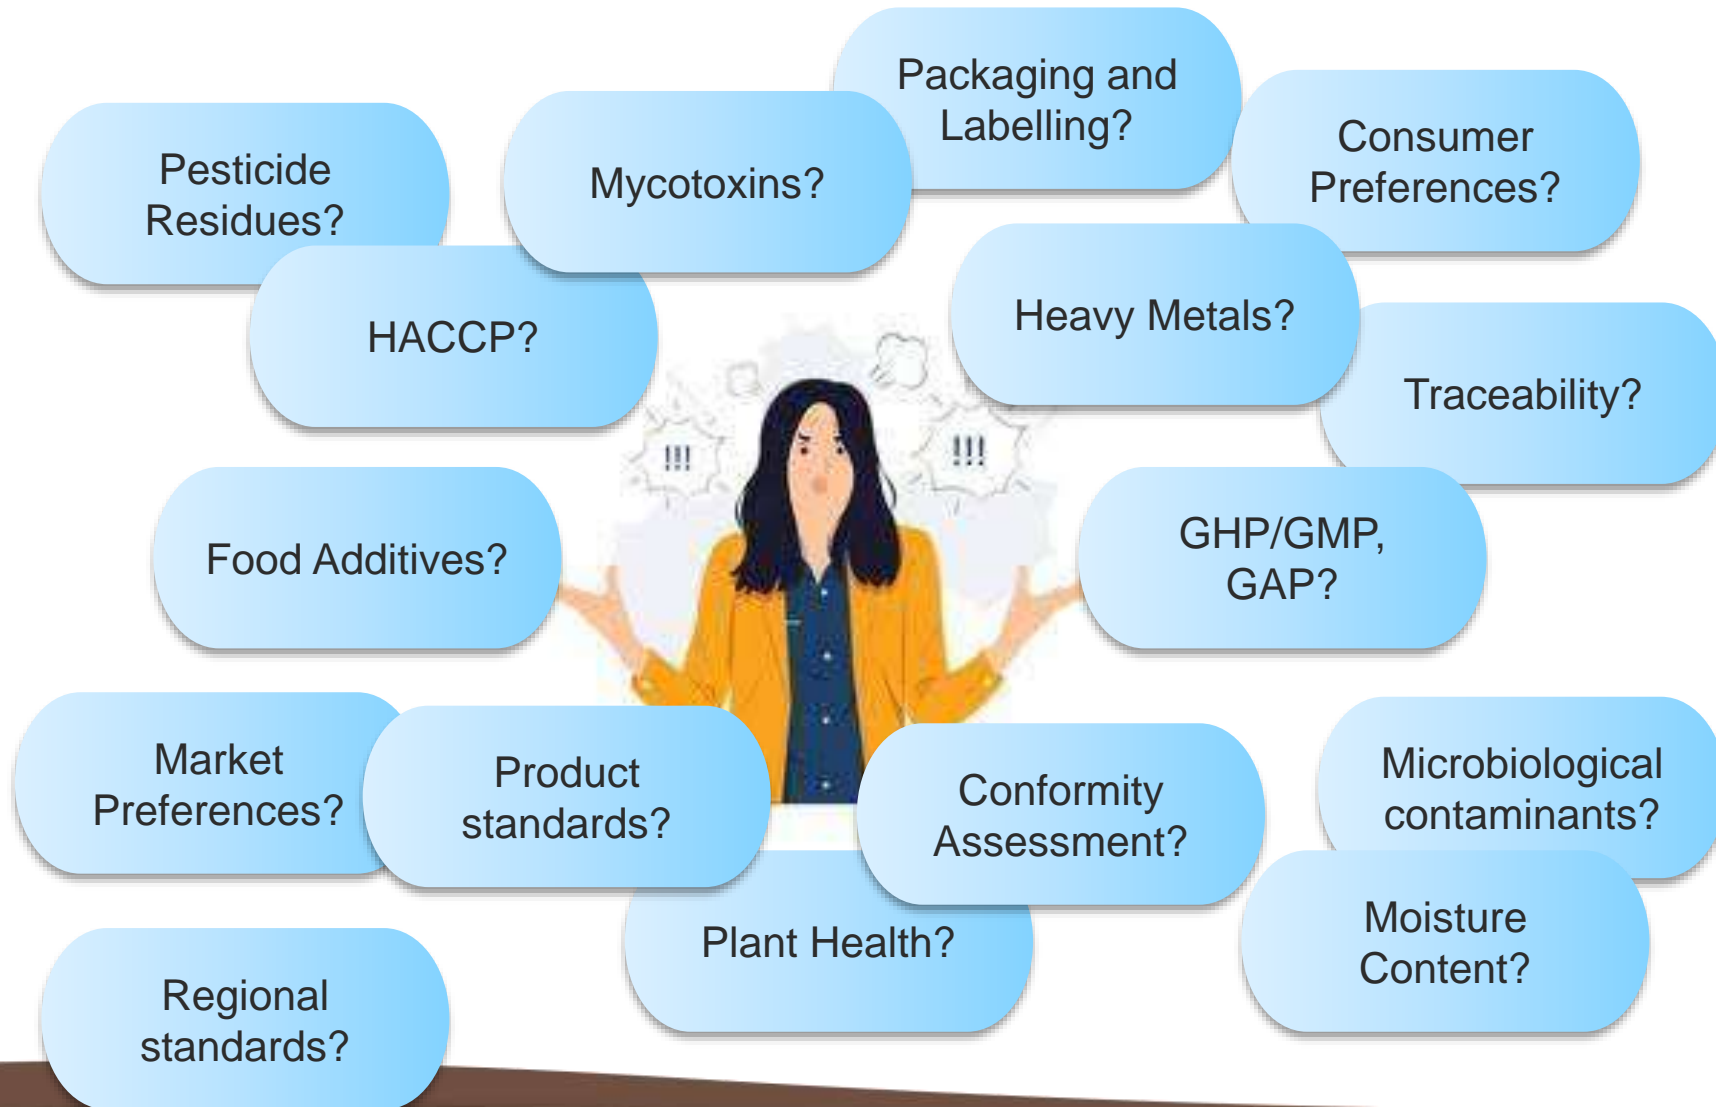 Packaging and
Labelling?
Pesticide
Residues?
Mycotoxins?
Consumer
Preferences?
HACCP?
Heavy Metals?
Traceability?
!!!
!!!
Food Additives?
GHP/GMP,
GAP?
Market
Preferences?
Product
standards?
Conformity
Assessment?
Microbiological
contaminants?
Plant Health?
Moisture
Content?
Regional
standards?